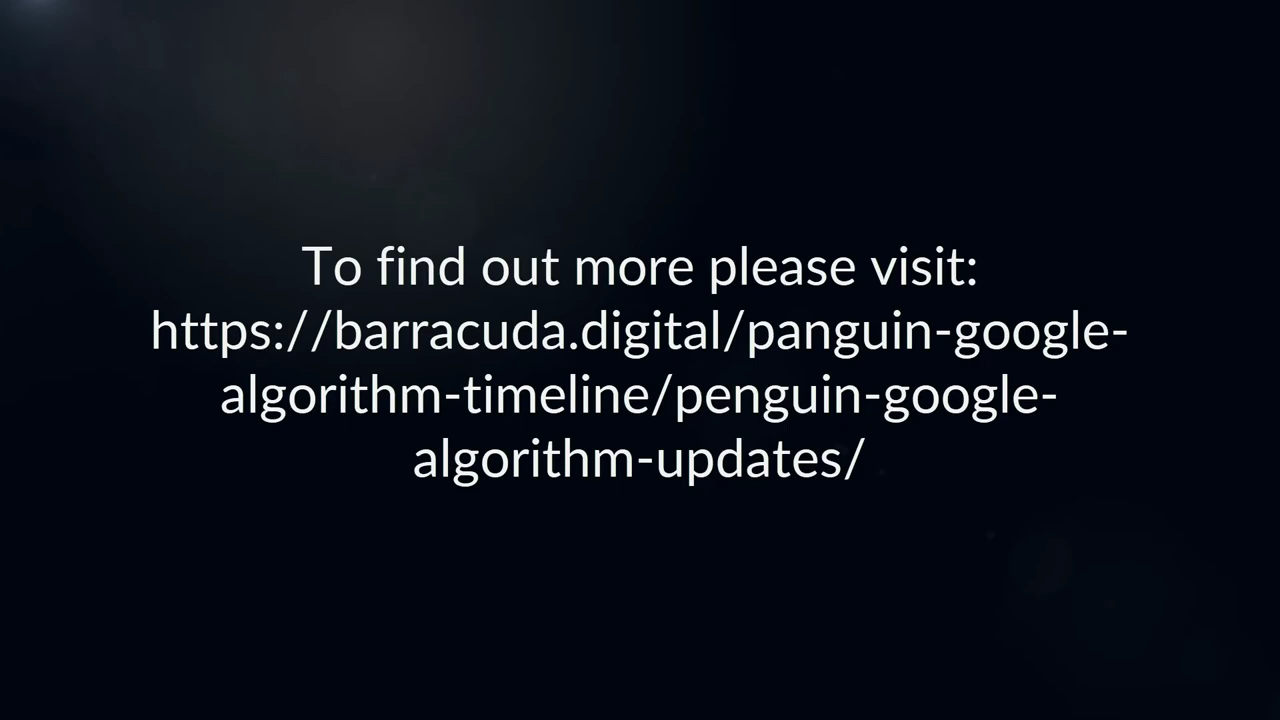 To find out more please visit:
https://barracuda.digital/panguin-google-
algorithm-timeline/penguin-google-
algorithm-updates/